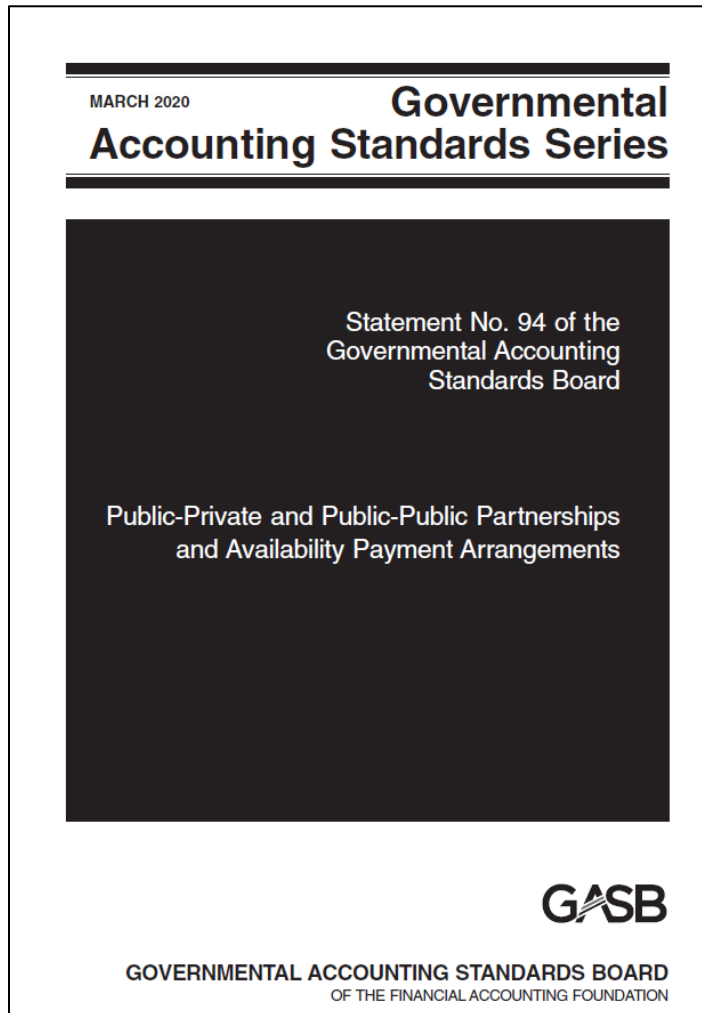 MARCH 2020
Governmental
Accounting Standards Series
Statement No. 94 of the
Governmental Accounting
Standards Board
Public-Private and Public-Public Partnerships
and Availability Payment Arrangements
GASB
GOVERNMENTAL ACCOUNTING STANDARDS BOARD
OF THE FINANCIAL ACCOUNTING FOUNDATION